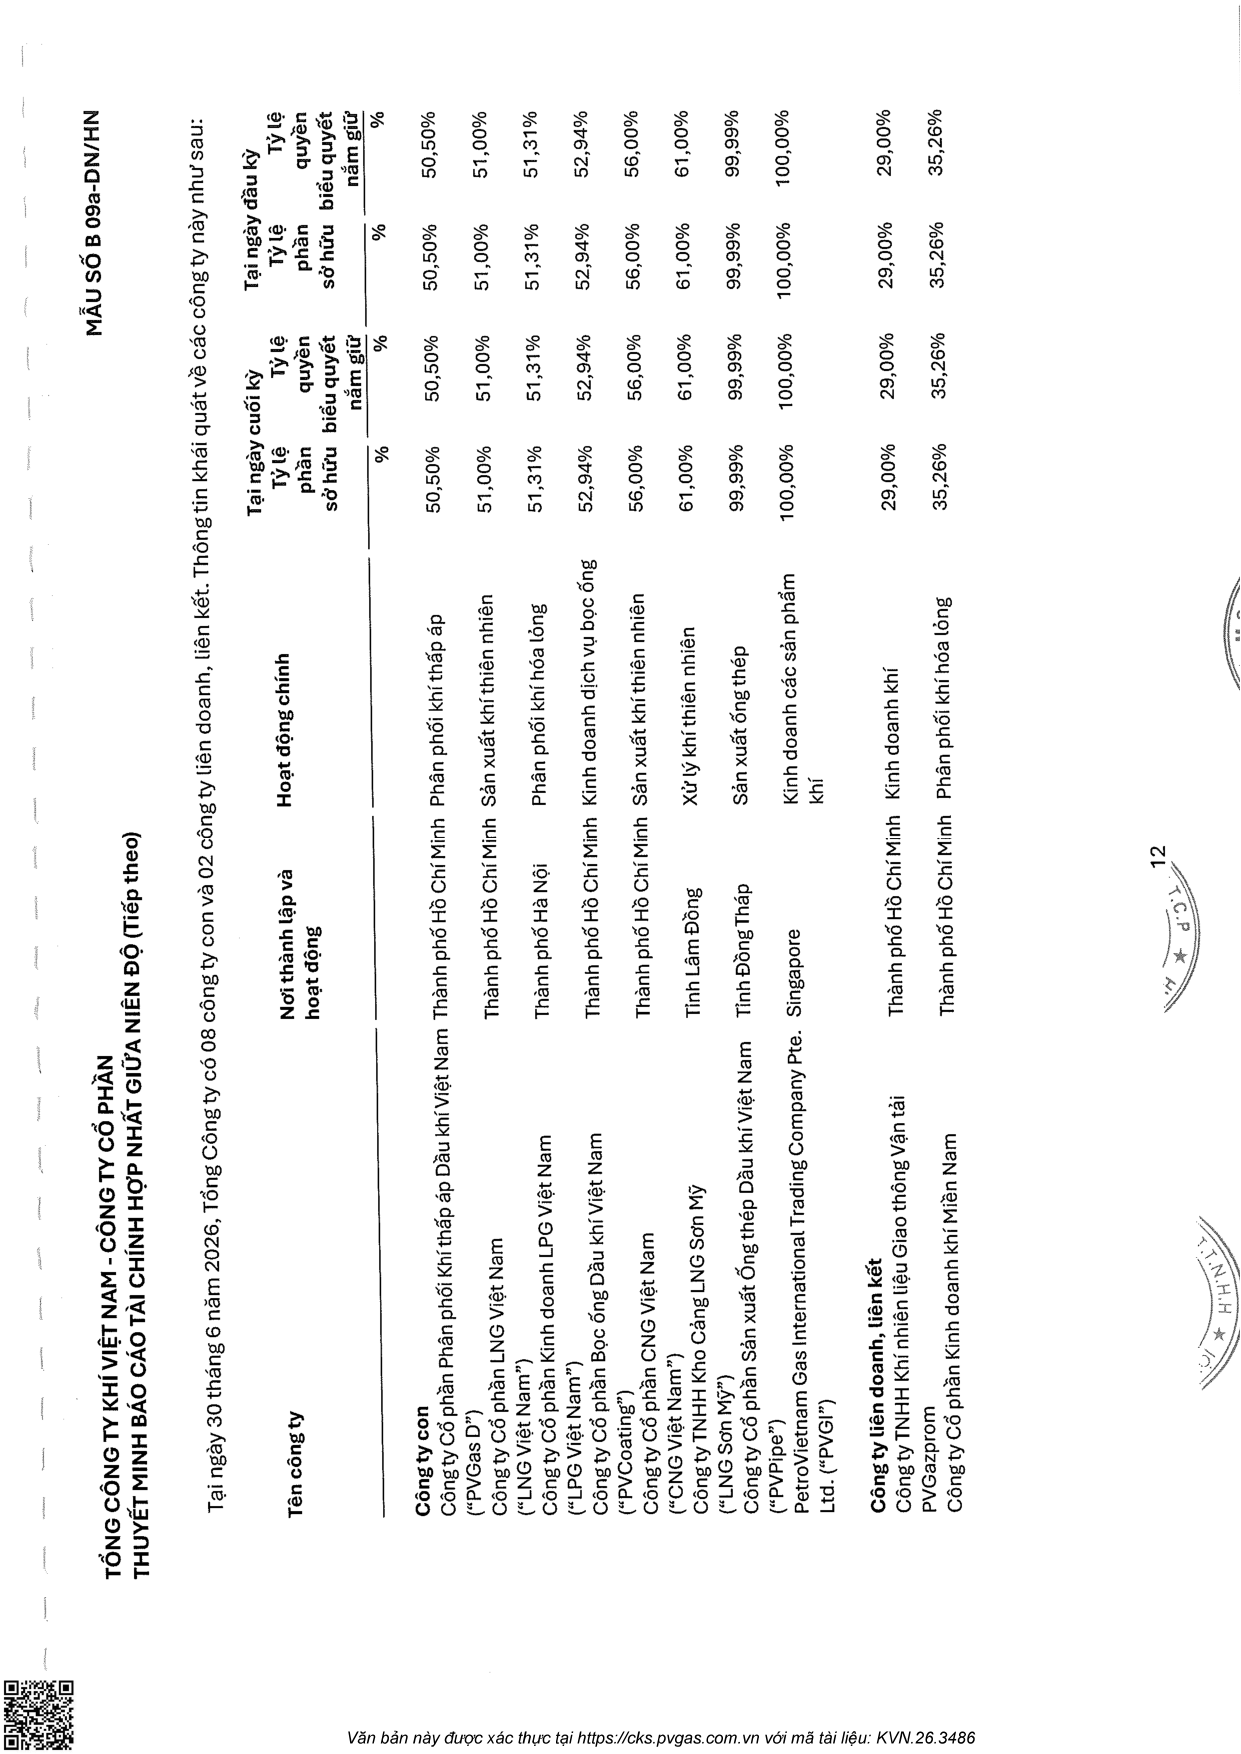 TỔNG CÔNG TY KHÍ VIỆT NAM - CÔNG TY CỔ PHẦN
THUYẾT MINH BÁO CÁO TÀI CHÍNH HỢP NHẤT GIỮA NIÊN ĐỘ (Tiếp theo)
MẪU SỐ B 09a-DN/HN
Tại ngày 30 tháng 6 năm 2026, Tổng Công ty có 08 công ty con và 02 công ty liên doanh, liên kết. Thông tin khái quát về các công ty này như sau:
Tại ngày cuối kỳ Tại ngày đầu kỳ
Tên công ty Nơi thành lập và hoạt động Hoạt động chính Tỷ lệ phần sở hữu Tỷ lệ quyền biểu quyết nắm giữ Tỷ lệ phần sở hữu Tỷ lệ quyền biểu quyết nắm giữ
% % % %
Công ty con
Công ty Cổ phần Phân phối Khí thấp áp Dầu khí Việt Nam Thành phố Hồ Chí Minh Phân phối khí thấp áp 50,50% 50,50% 50,50% 50,50%
(“PVGas D”)
Công ty Cổ phần LNG Việt Nam Thành phố Hồ Chí Minh Sản xuất khí thiên nhiên 51,00% 51,00% 51,00% 51,00%
(“LNG Việt Nam”)
Công ty Cổ phần Kinh doanh LPG Việt Nam Thành phố Hà Nội Phân phối khí hóa lỏng 51,31% 51,31% 51,31% 51,31%
(“LPG Việt Nam”)
Công ty Cổ phần Bọc ống Dầu khí Việt Nam Thành phố Hồ Chí Minh Kinh doanh dịch vụ bọc ống 52,94% 52,94% 52,94% 52,94%
(“PVCoating”)
Công ty Cổ phần CNG Việt Nam Thành phố Hồ Chí Minh Sản xuất khí thiên nhiên 56,00% 56,00% 56,00% 56,00%
(“CNG Việt Nam”)
Công ty TNHH Kho Cảng LNG Sơn Mỹ Tỉnh Lâm Đồng Xử lý khí thiên nhiên 61,00% 61,00% 61,00% 61,00%
(“LNG Sơn Mỹ”)
Công ty Cổ phần Sản xuất Ống thép Dầu khí Việt Nam Tỉnh Đồng Tháp Sản xuất ống thép 99,99% 99,99% 99,99% 99,99%
(“PVPipe”)
PetroVietnam Gas International Trading Company Pte. Singapore Kinh doanh các sản phẩm 100,00% 100,00% 100,00% 100,00%
Ltd. (“PVGI”) khí
Công ty liên doanh, liên kết
Công ty TNHH Khí nhiên liệu Giao thông Vận tải Thành phố Hồ Chí Minh Kinh doanh khí 29,00% 29,00% 29,00% 29,00%
PVGazprom
Công ty Cổ phần Kinh doanh khí Miền Nam Thành phố Hồ Chí Minh Phân phối khí hóa lỏng 35,26% 35,26% 35,26% 35,26%
12
T.C.P
T.T.N.H.H
Văn bản này được xác thực tại https://cks.pvgas.com.vn với mã tài liệu: KVN.26.3486